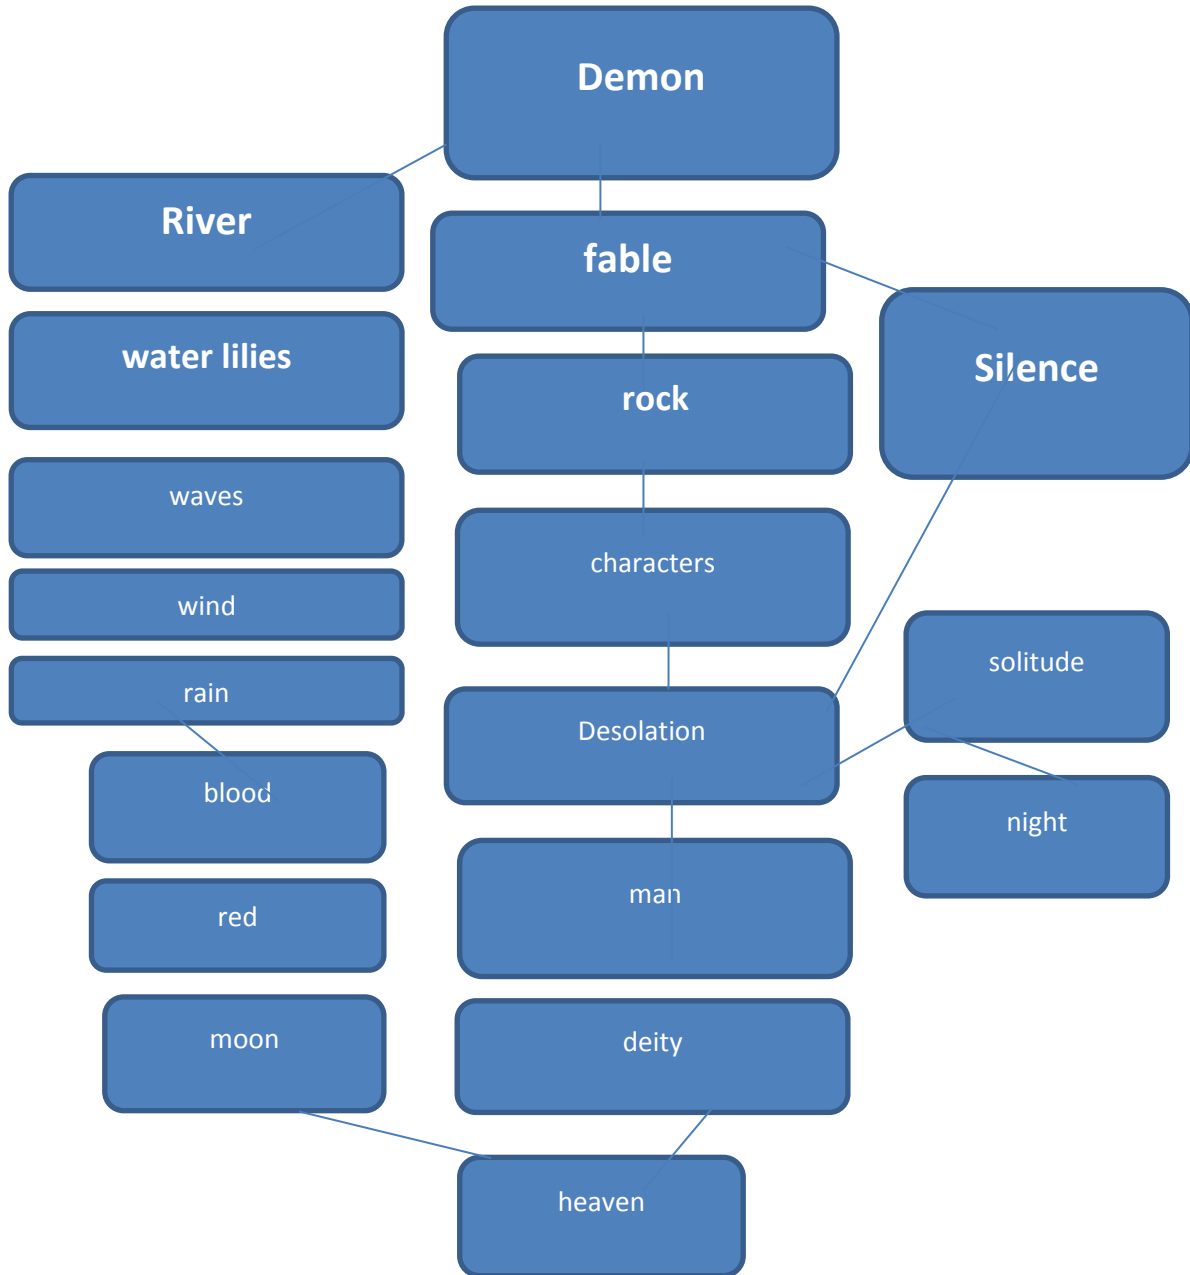 Demon
River
fable
Silence
water lilies
rock
waves
characters
wind
rain
solitude
Desolation
blood
night
man
red
moon
deity
heaven